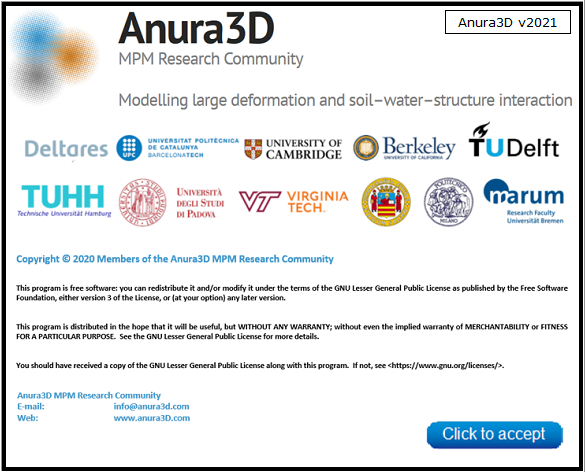 Anura3D
Anura3D v2021
MPM Research Community
Modelling large deformation and soil–water–structure interaction
Deltares
UPC
UNIVERSITAT POLITÈCNICA
DE CATALUNYA
BARCELONATECH
UNIVERSITY OF
CAMBRIDGE
Berkeley
UNIVERSITY OF CALIFORNIA
TU Delft
TUHH
Technische Universität Hamburg
UNIVERSITÀ
DEGLI STUDI
DI PADOVA
VT VIRGINIA
TECH
POLITECNICO
MILANO
marum
Research Faculty
Universität Bremen
Copyright © 2020 Members of the Anura3D MPM Research Community
This program is free software: you can redistribute it and/or modify it under the terms of the GNU Lesser General Public License as published by the Free Software
Foundation, either version 3 of the License, or (at your option) any later version.
This program is distributed in the hope that it will be useful, but WITHOUT ANY WARRANTY; without even the implied warranty of MERCHANTABILITY or FITNESS
FOR A PARTICULAR PURPOSE. See the GNU Lesser General Public License for more details.
You should have received a copy of the GNU Lesser General Public License along with this program. If not, see <https://www.gnu.org/licenses/>.
Anura3D MPM Research Community
E-mail: info@anura3d.com
Web: www.anura3D.com
Click to accept